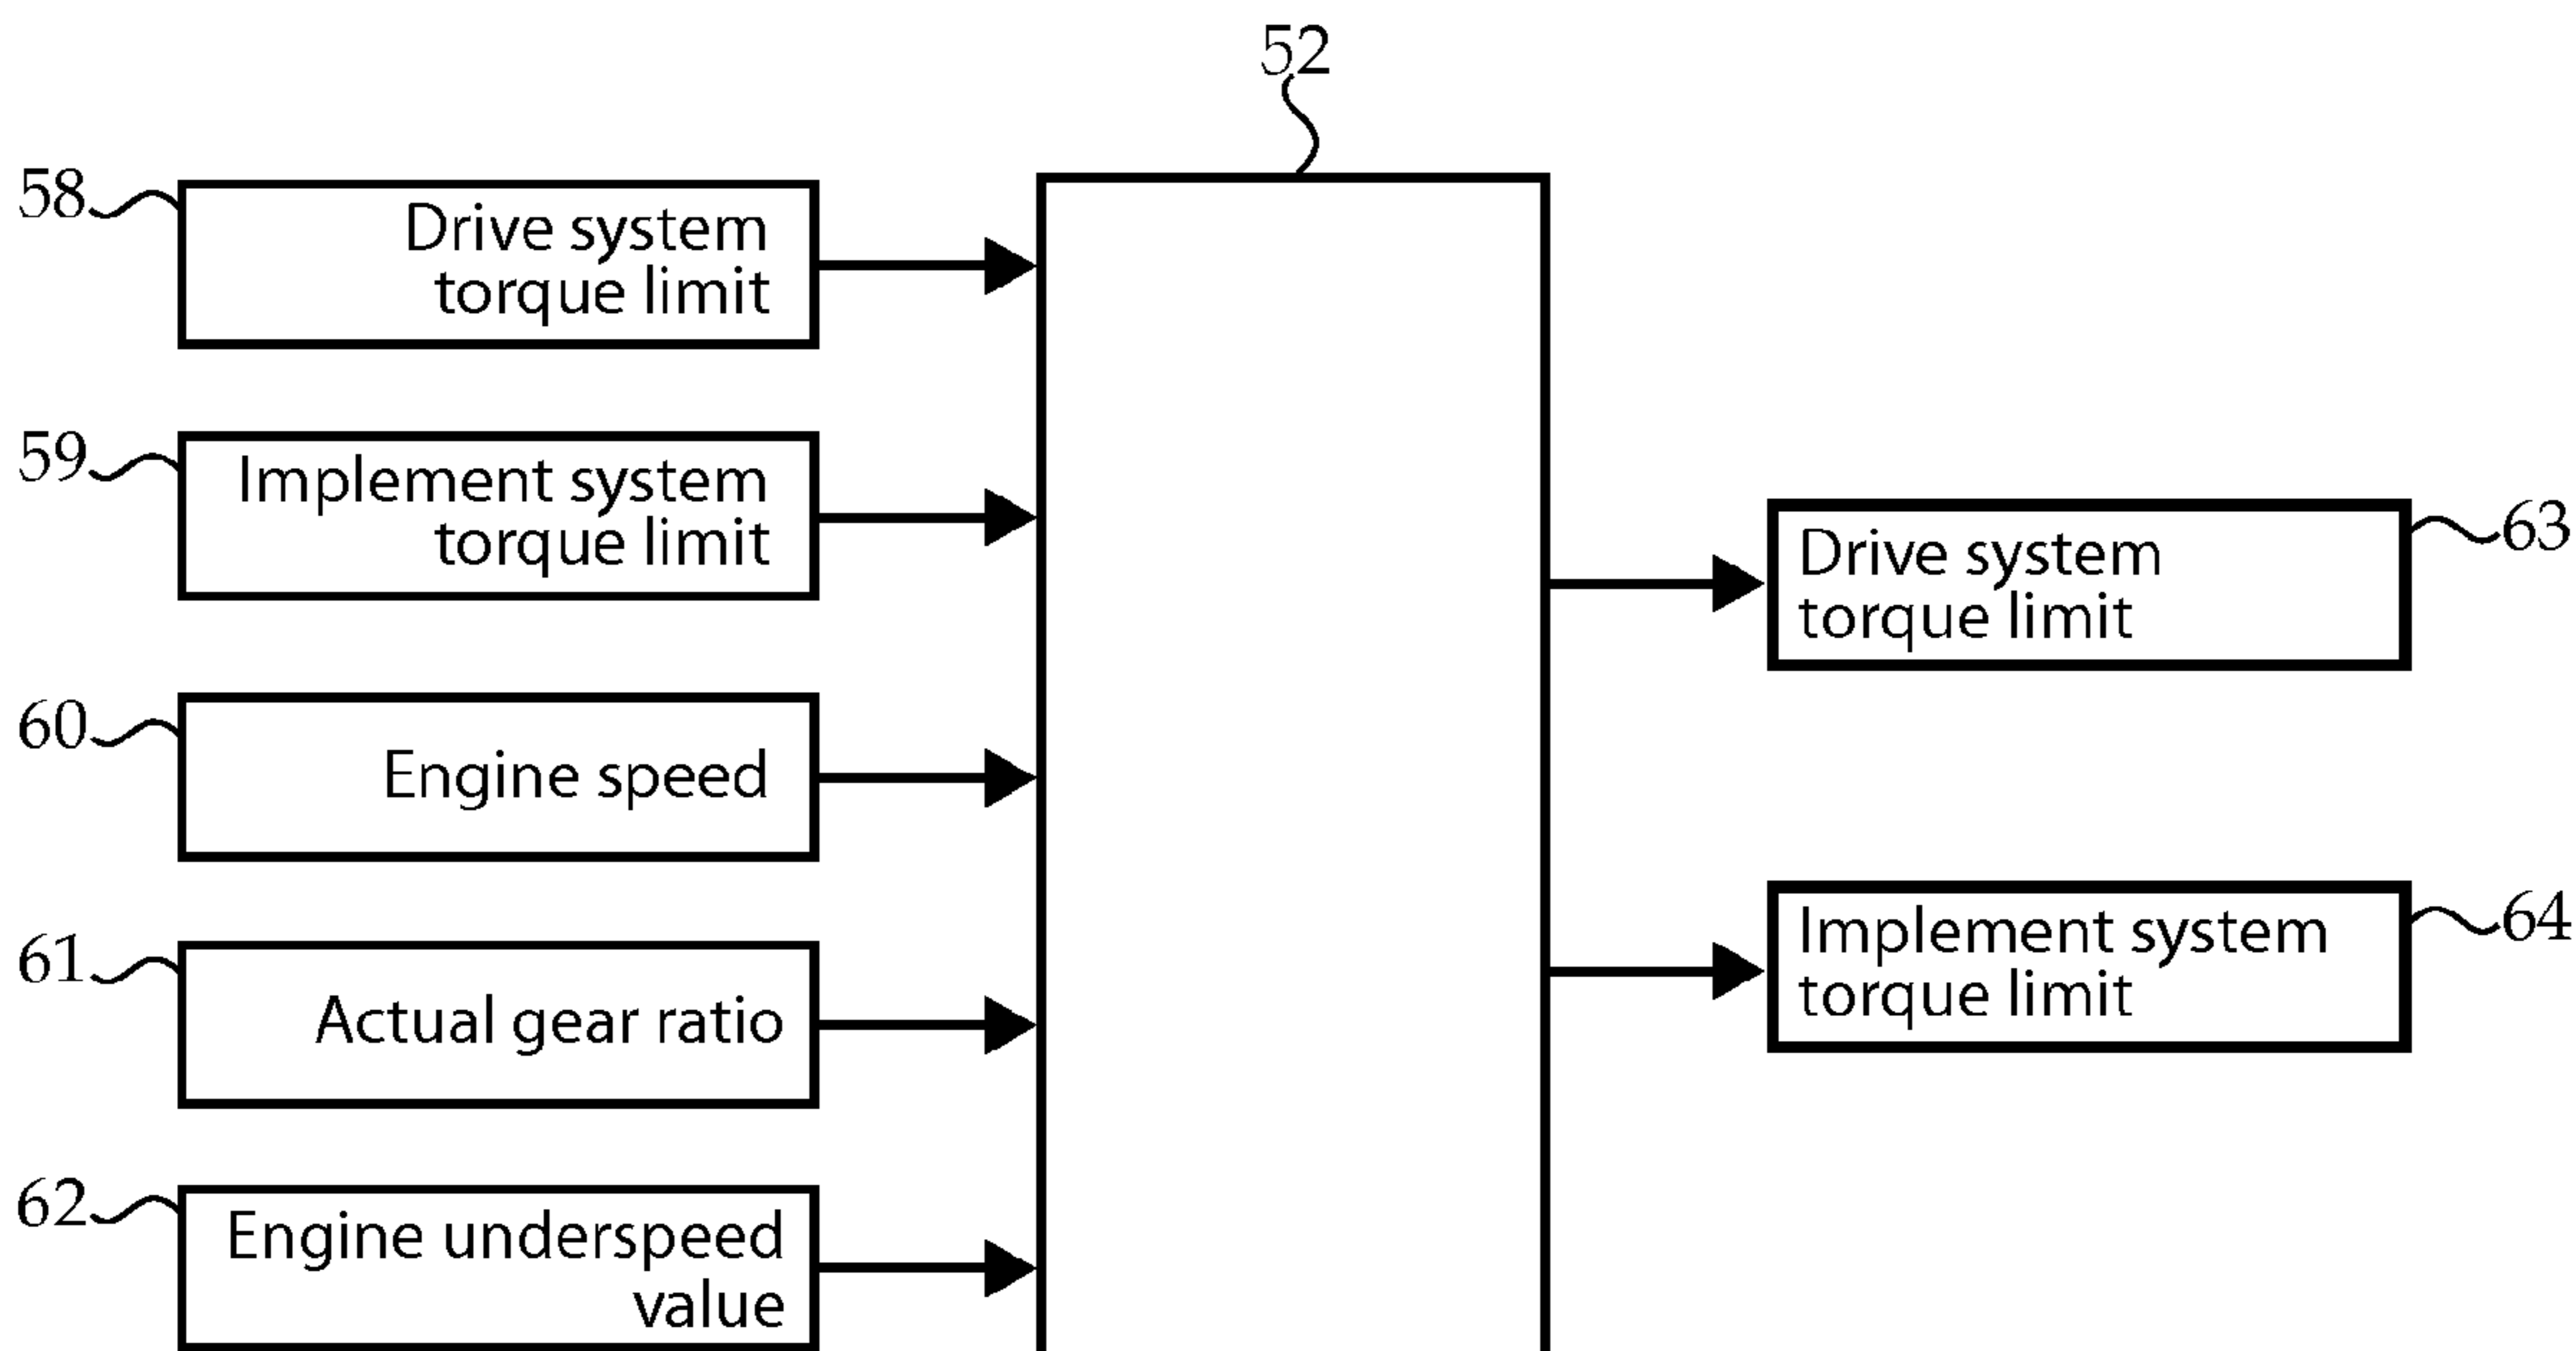 52
58
Drive system
torque limit
59
Implement system
torque limit
60
Engine speed
61
Actual gear ratio
62
Engine underspeed
value
63
Drive system
torque limit
64
Implement system
torque limit